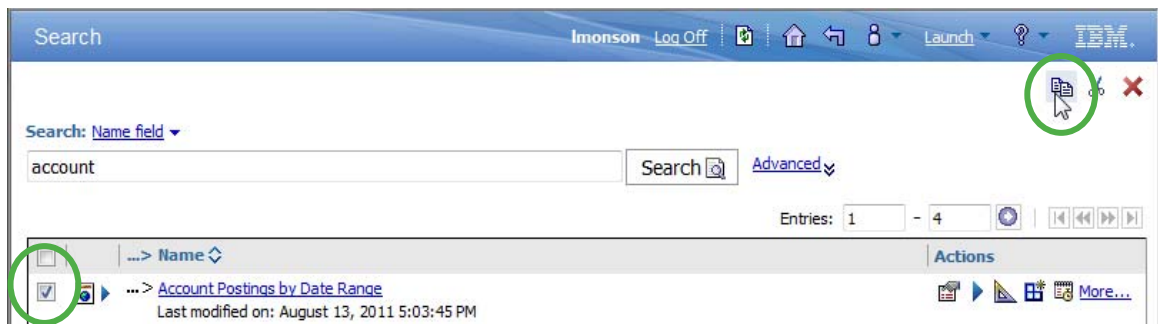 Search lmonson Log Off Launch ? IBM.
Search: Name field
account Search Advanced
Entries: 1 - 4
...> Name Actions
...> Account Postings by Date Range More...
Last modified on: August 13, 2011 5:03:45 PM